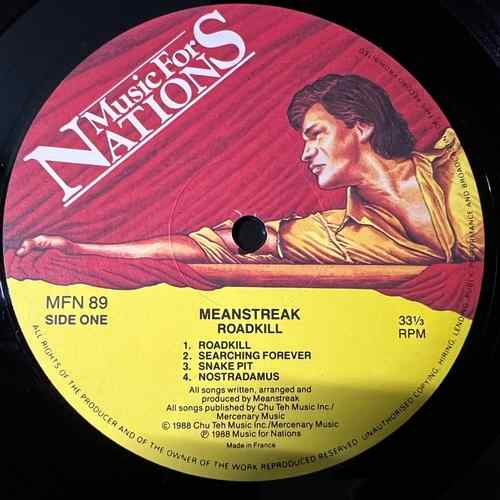 Music For
NATIONS
MFN 89
SIDE ONE
MEANSTREAK
ROADKILL
33⅓
RPM
1. ROADKILL
2. SEARCHING FOREVER
3. SNAKE PIT
4. NOSTRADAMUS
All songs written, arranged and
produced by Meanstreak
All songs published by Chu Teh Music Inc./
Mercenary Music
© 1988 Chu Teh Music Inc./Mercenary Music
℗ 1988 Music for Nations
Made in France
ALL RIGHTS OF THE PRODUCER AND OF THE OWNER OF THE WORK REPRODUCED RESERVED. UNAUTHORISED COPYING, HIRING, LENDING, PUBLIC PERFORMANCE AND BROADCASTING OF THIS RECORD PROHIBITED